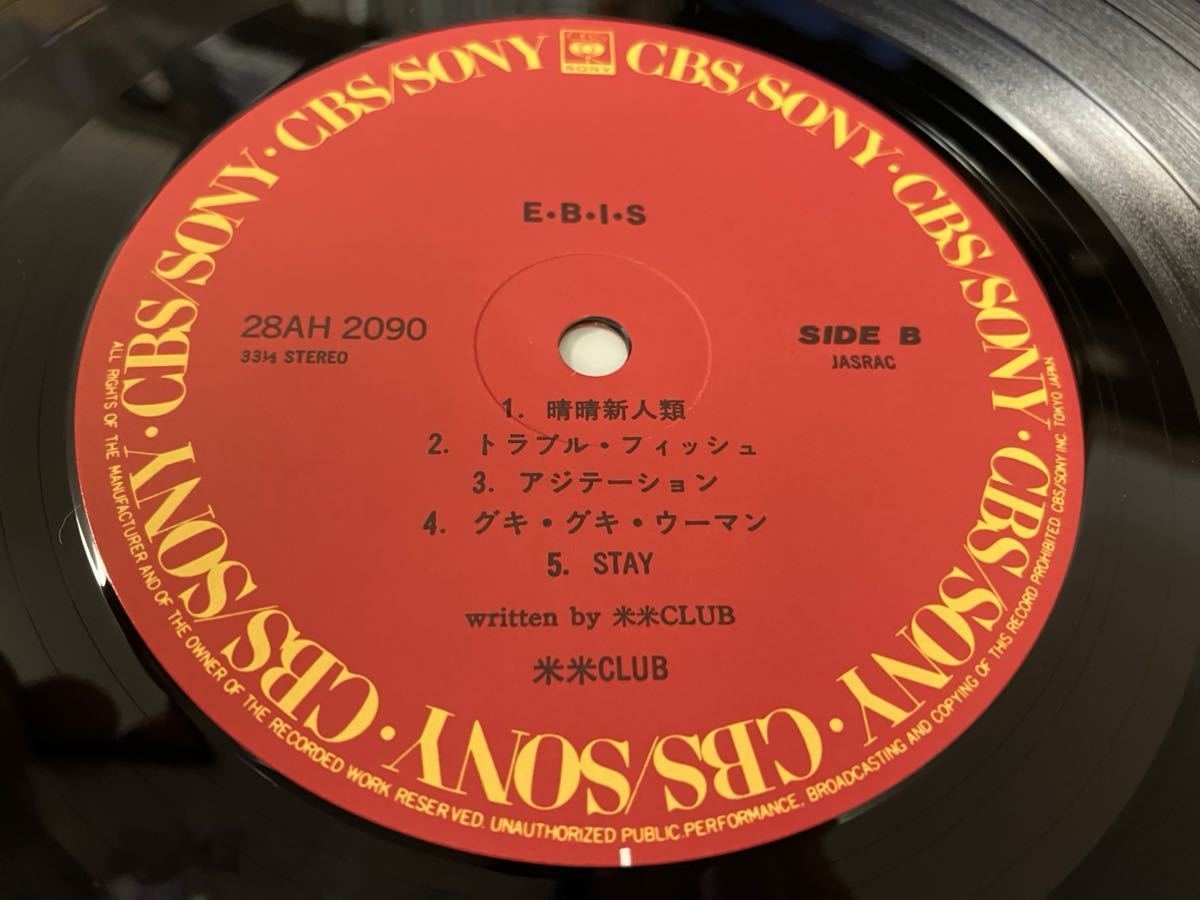 CBS/SONY · CBS/SONY · CBS/SONY · CBS/SONY · CBS/SONY · CBS/SONY · CBS/SONY · CBS/SONY · CBS/SONY · CBS/SONY
SONY
E•B•I•S
28AH 2090
33⅓ STEREO
SIDE B
JASRAC
1. 晴晴新人類
2. トラブル・フィッシュ
3. アジテーション
4. グキ・グキ・ウーマン
5. STAY
written by 米米CLUB
米米CLUB
ALL RIGHTS OF THE MANUFACTURER AND OF THE OWNER OF THE RECORDED WORK RESERVED. UNAUTHORIZED PUBLIC PERFORMANCE, BROADCASTING AND COPYING OF THIS RECORD PROHIBITED. CBS/SONY INC. TOKYO JAPAN